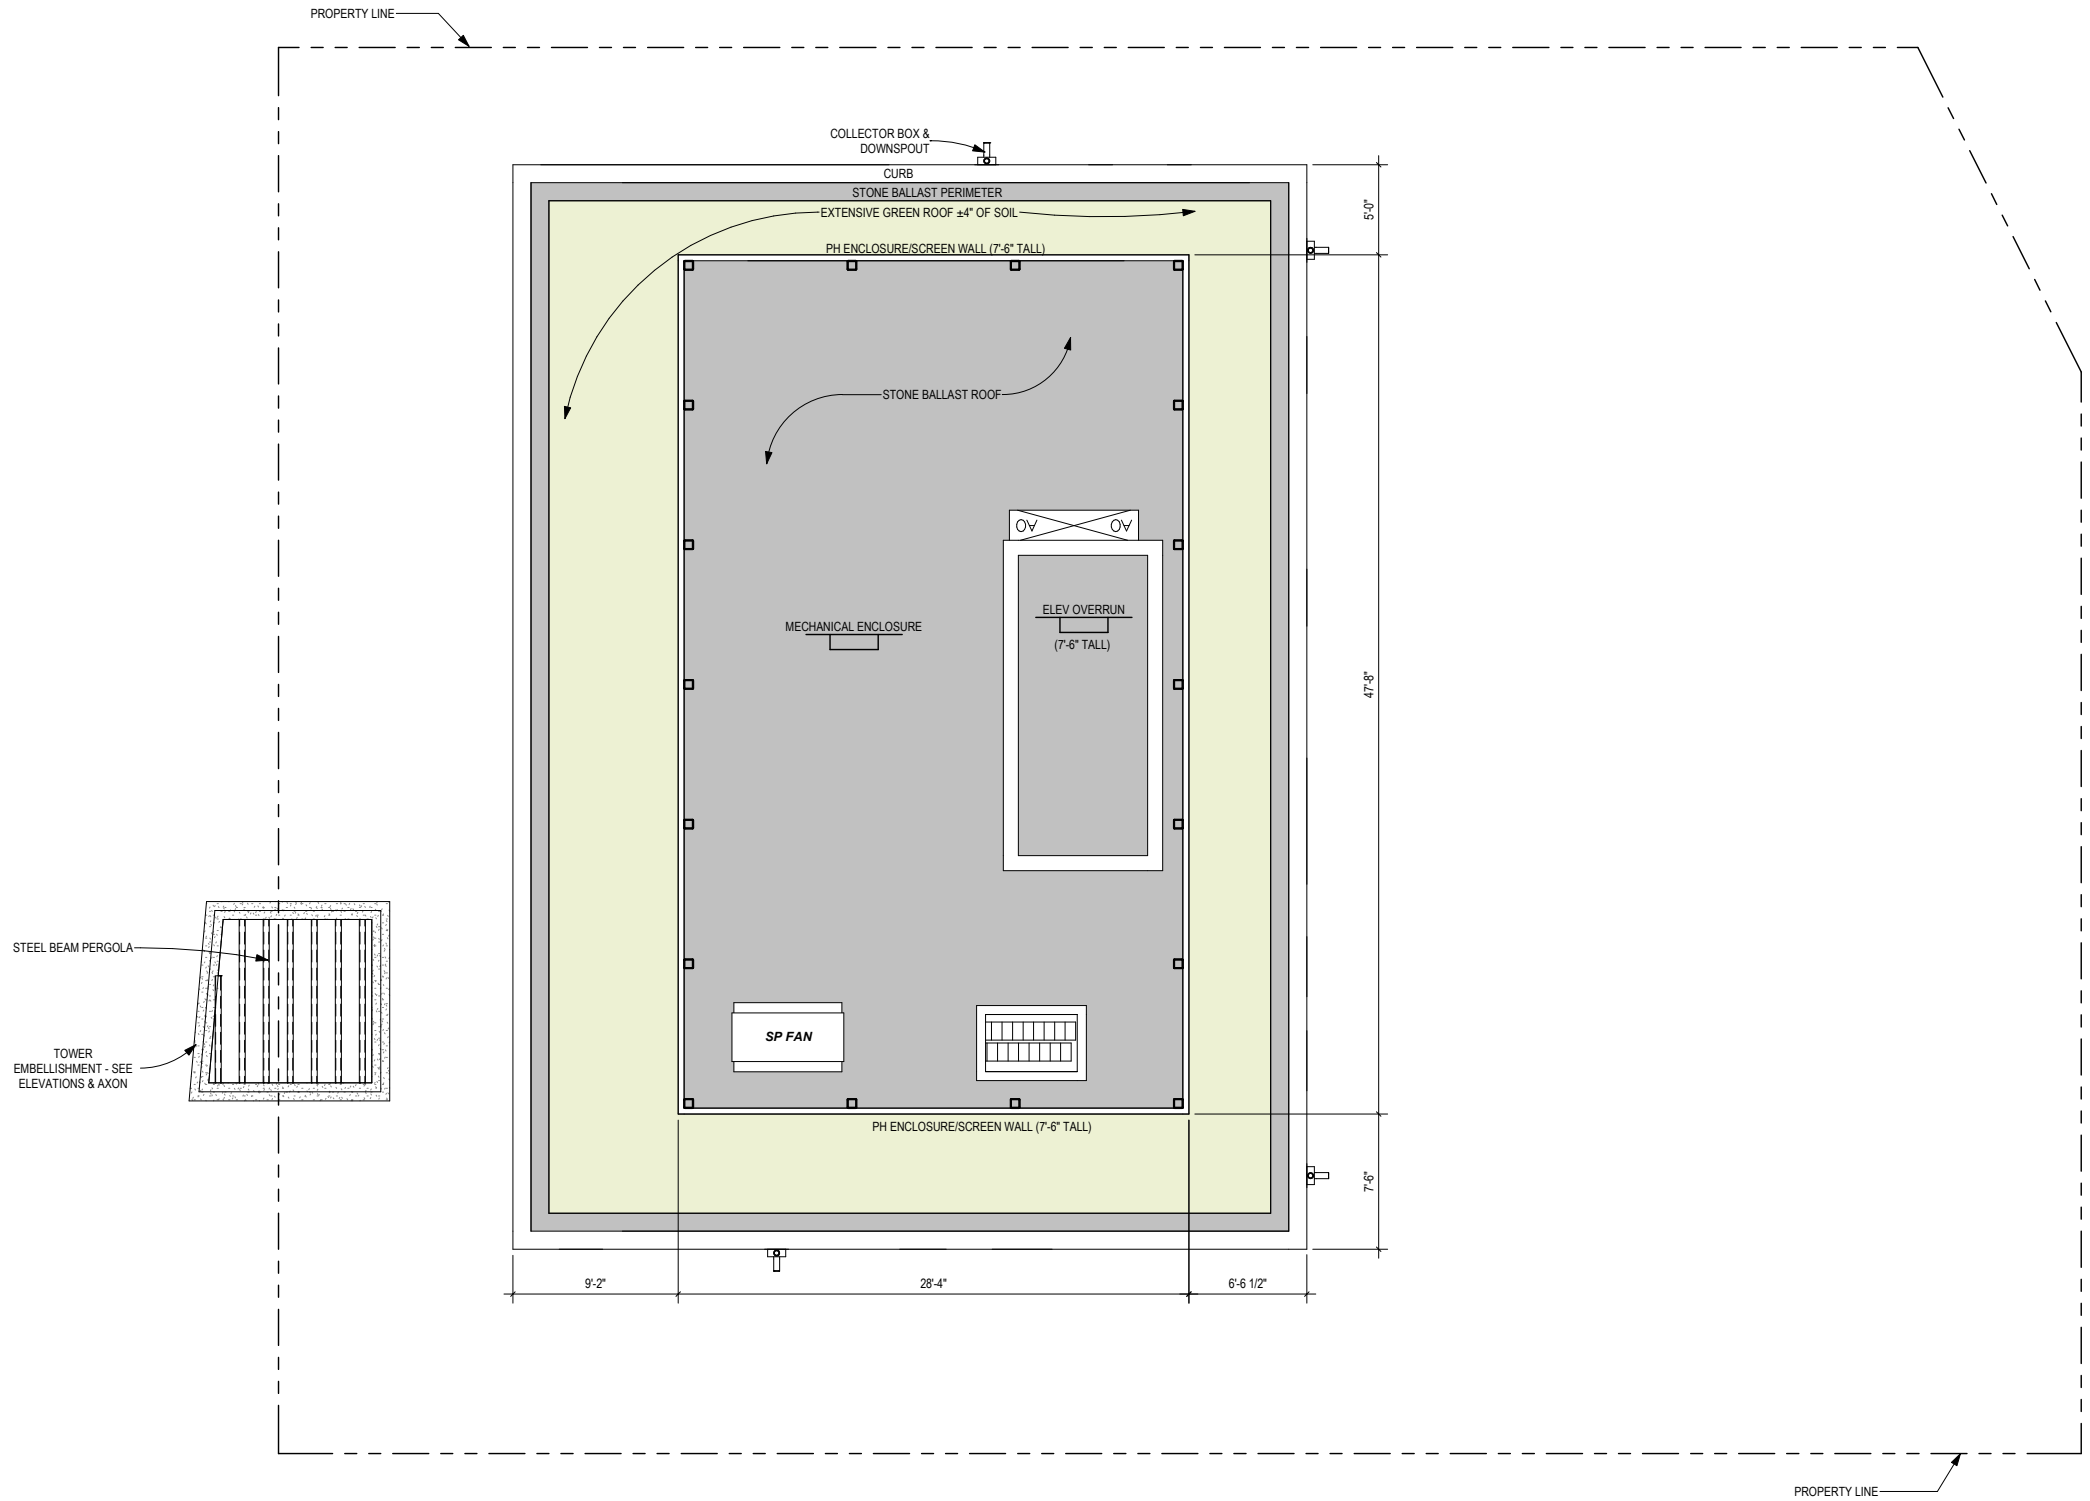 PROPERTY LINE
COLLECTOR BOX &
DOWNSPOUT
CURB
STONE BALLAST PERIMETER
EXTENSIVE GREEN ROOF ±4" OF SOIL
5'-0"
PH ENCLOSURE/SCREEN WALL (7'-6" TALL)
STONE BALLAST ROOF
AO
AO
ELEV OVERRUN
(7'-6" TALL)
MECHANICAL ENCLOSURE
47'-8"
STEEL BEAM PERGOLA
TOWER
EMBELLISHMENT - SEE
ELEVATIONS & AXON
SP FAN
PH ENCLOSURE/SCREEN WALL (7'-6" TALL)
7'-6"
9'-2"
28'-4"
6'-6 1/2"
PROPERTY LINE